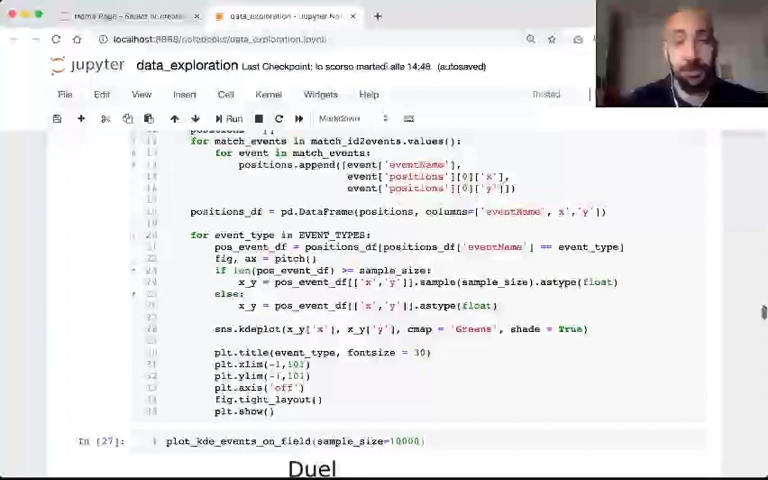 Home Page - Select or create
data_exploration - Jupyter No
localhost:8888/notebooks/data_exploration.ipynb
jupyter data_exploration Last Checkpoint: lo scorso martedì alle 14:48 (autosaved)
File Edit View Insert Cell Kernel Widgets Help Trusted
Run Markdown
for match_events in match_id2events.values():
for event in match_events:
positions.append([event['eventName'],
event['positions'][0]['x'],
event['positions'][0]['y']])
positions_df = pd.DataFrame(positions, columns=['eventName', 'x','y'])
for event_type in EVENT_TYPES:
pos_event_df = positions_df[positions_df['eventName'] == event_type]
fig, ax = pitch()
if len(pos_event_df) >= sample_size:
x_y = pos_event_df[['x','y']].sample(sample_size).astype(float)
else:
x_y = pos_event_df[['x','y']].astype(float)
sns.kdeplot(x_y['x'], x_y['y'], cmap = 'Greens', shade = True)
plt.title(event_type, fontsize = 30)
plt.xlim(-1,101)
plt.ylim(-1,101)
plt.axis('off')
fig.tight_layout()
plt.show()
In [27]: 1 plot_kde_events_on_field(sample_size=10000)
Duel